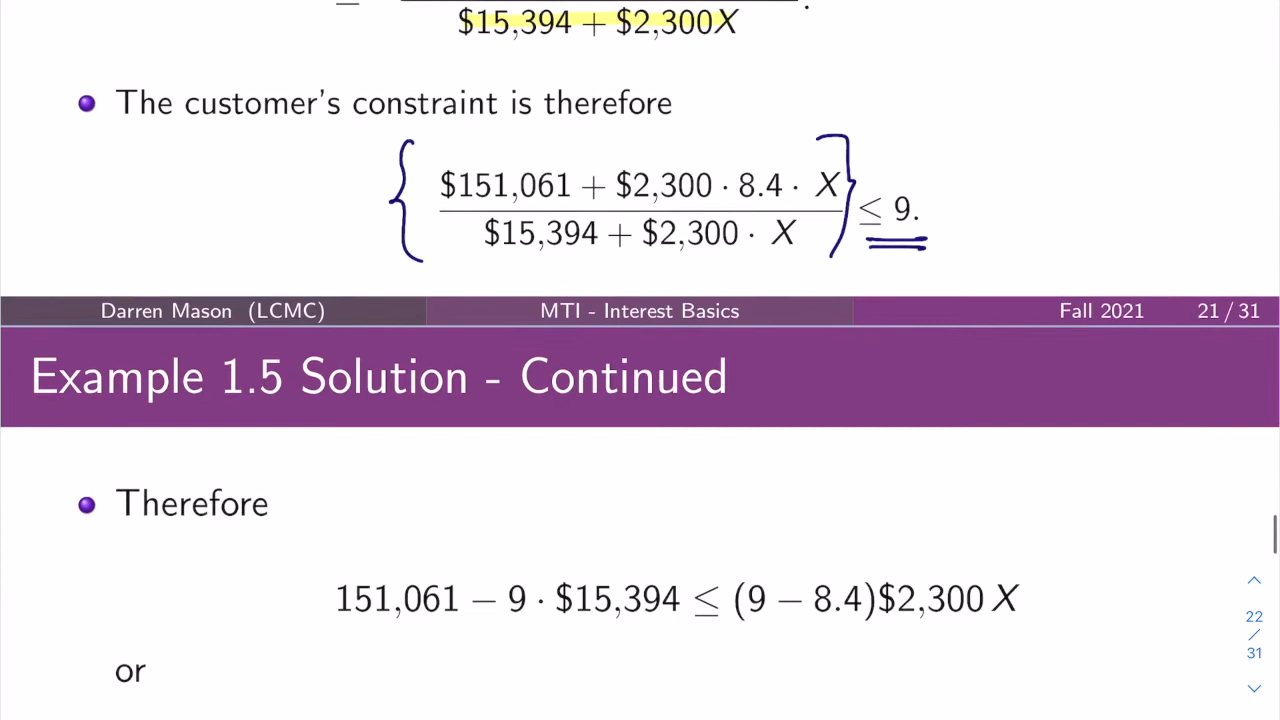 $15,394 + $2,300X
The customer's constraint is therefore
$151,061 + $2,300 · 8.4 · X
$15,394 + $2,300 · X
≤ 9.
Darren Mason (LCMC) MTI - Interest Basics Fall 2021 21 / 31
Example 1.5 Solution - Continued
Therefore
151,061 − 9 · $15,394 ≤ (9 − 8.4)$2,300 X
22
/
31
or